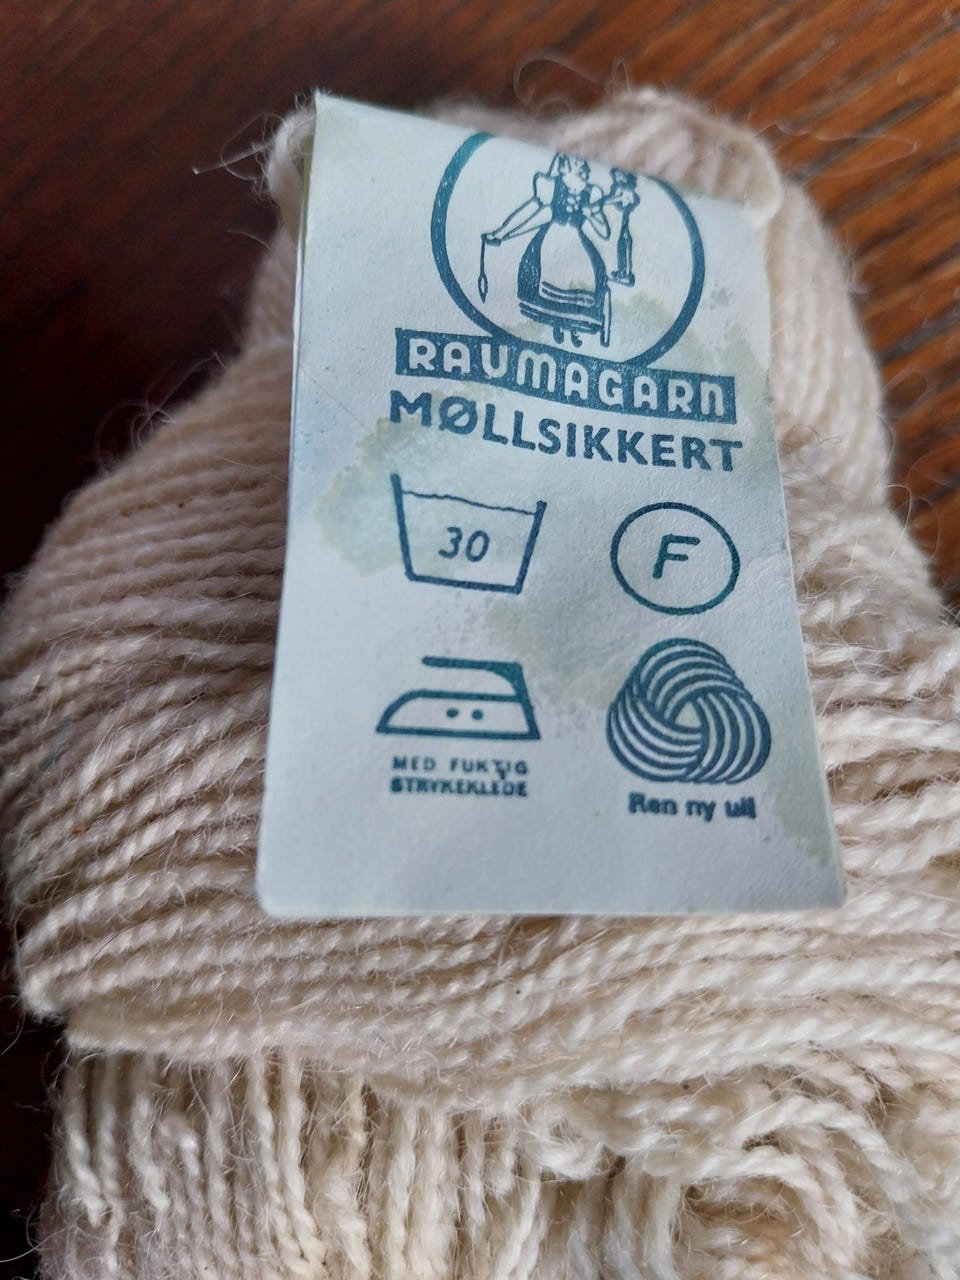 RAUMAGARN
MØLLSIKKERT
30
F
MED FUKTIG
STRYKEKLEDE
Ren ny ull